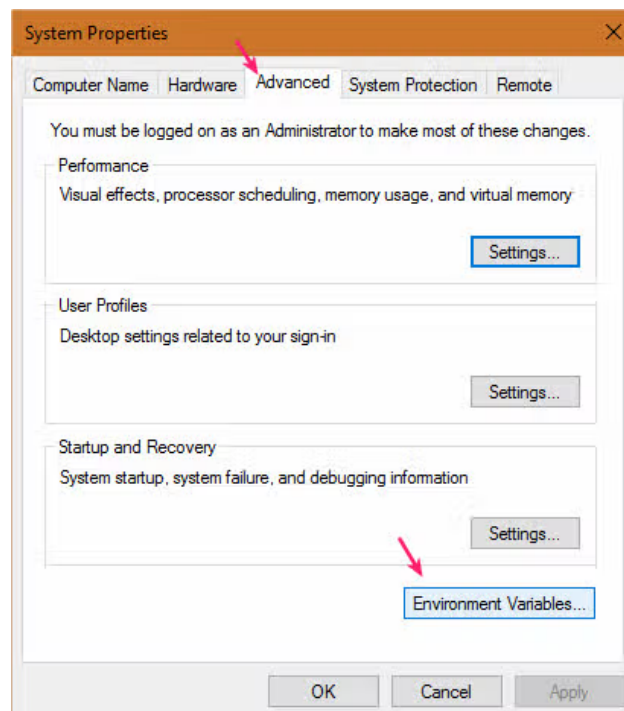 System Properties
Computer Name Hardware Advanced System Protection Remote
You must be logged on as an Administrator to make most of these changes.
Performance
Visual effects, processor scheduling, memory usage, and virtual memory
Settings...
User Profiles
Desktop settings related to your sign-in
Settings...
Startup and Recovery
System startup, system failure, and debugging information
Settings...
Environment Variables...
OK Cancel Apply